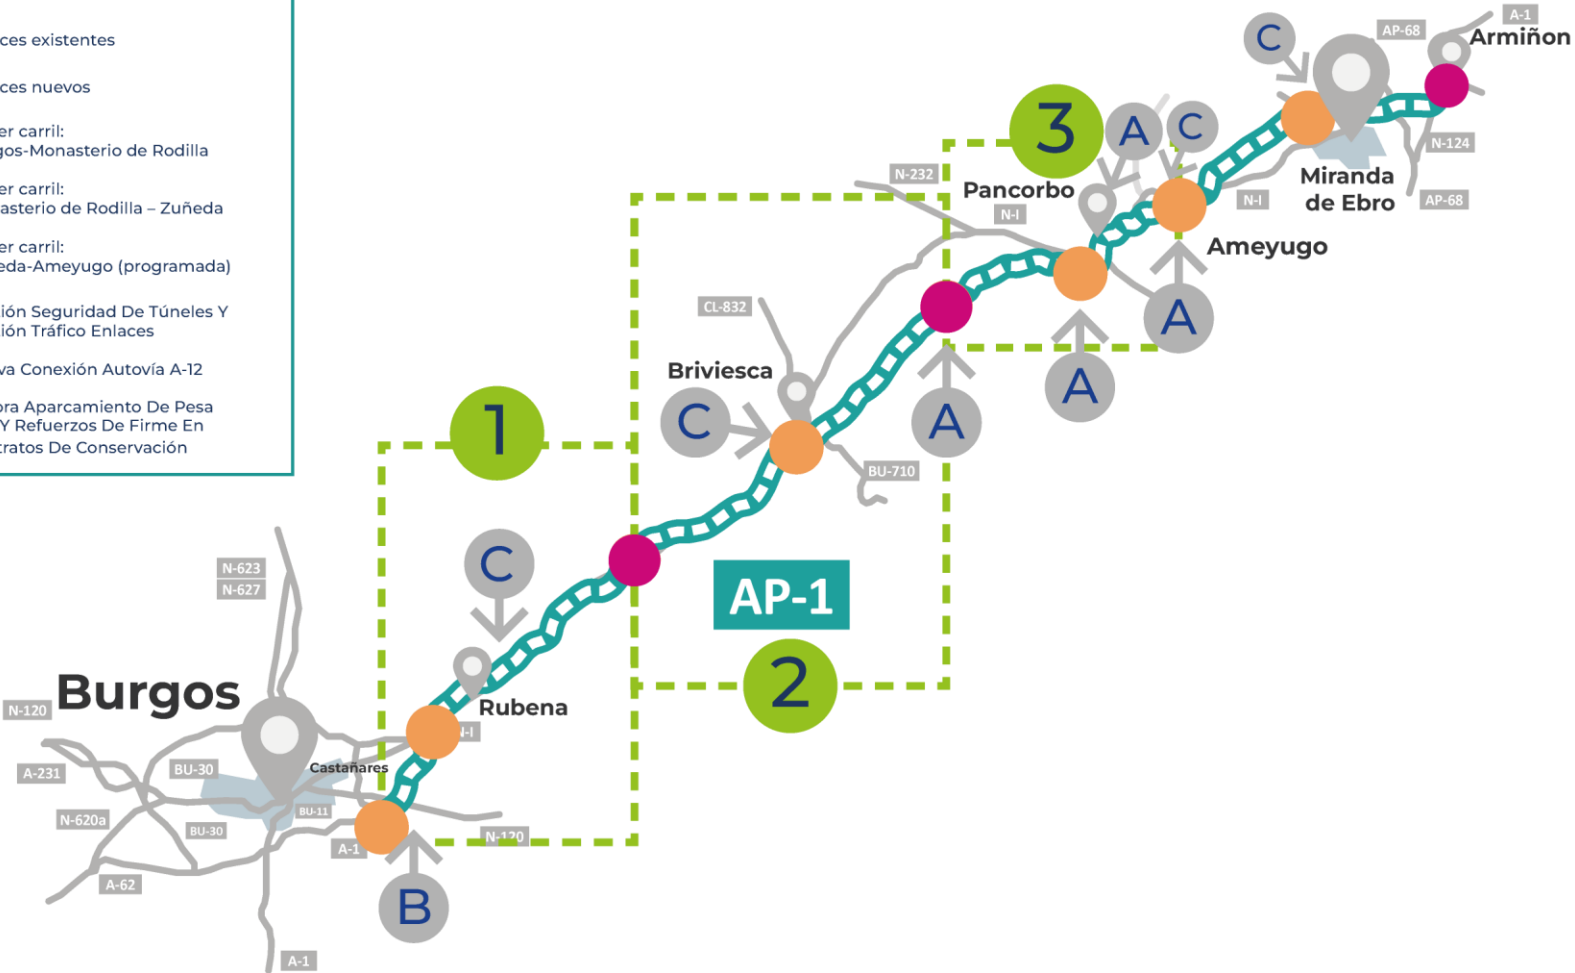 ces existentes
ces nuevos
er carril:
gos-Monasterio de Rodilla
er carril:
asterio de Rodilla – Zuñeda
er carril:
eda-Ameyugo (programada)
ción Seguridad De Túneles Y
ción Tráfico Enlaces
va Conexión Autovía A-12
ora Aparcamiento De Pesa
Y Refuerzos De Firme En
tratos De Conservación
A-1
AP-68
Armiñon
C
3
A
C
N-124
N-232
Pancorbo
Miranda
de Ebro
N-I
N-I
AP-68
Ameyugo
CL-832
A
Briviesca
A
C
A
1
BU-710
C
N-623
N-627
AP-1
2
Burgos
N-120
Rubena
N-I
Castañares
BU-30
A-231
BU-11
N-620a
BU-30
N-120
A-1
A-62
B
A-1